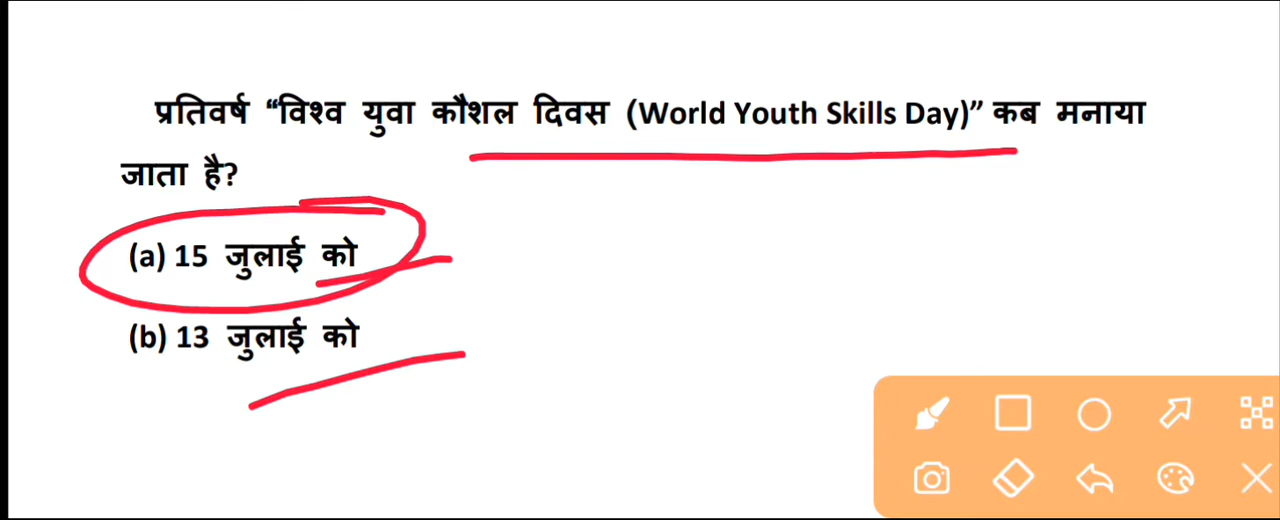 प्रतिवर्ष “विश्व युवा कौशल दिवस (World Youth Skills Day)” कब मनाया
जाता है?
(a) 15 जुलाई को
(b) 13 जुलाई को